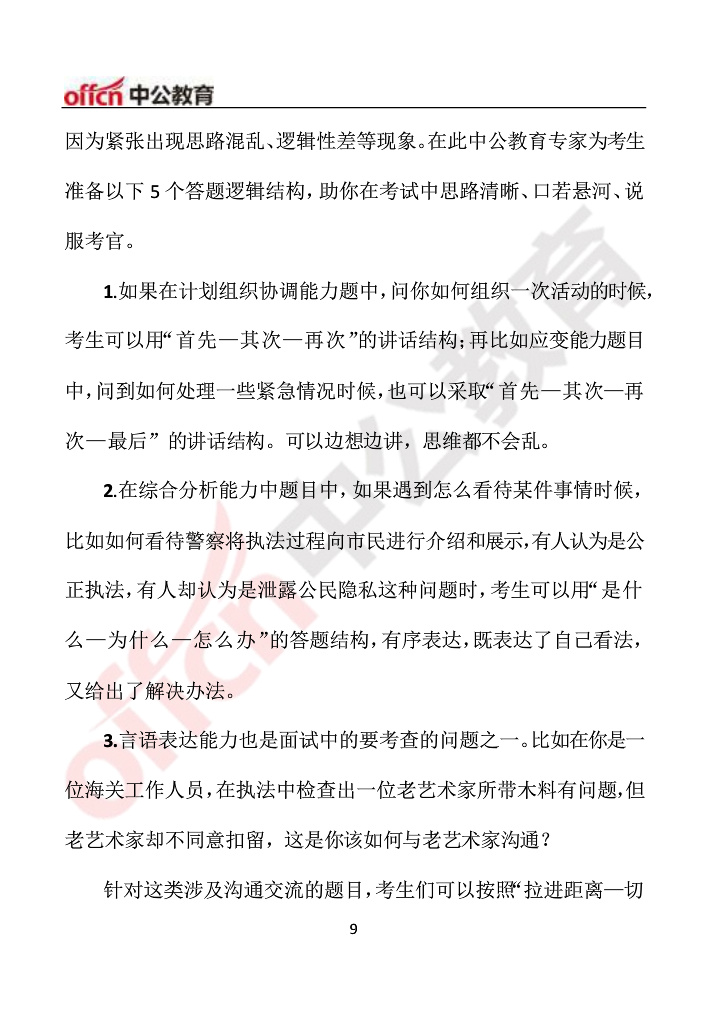 offcn 中公教育
因为紧张出现思路混乱、逻辑性差等现象。在此中公教育专家为考生
准备以下 5 个答题逻辑结构，助你在考试中思路清晰、口若悬河、说
服考官。
1.如果在计划组织协调能力题中，问你如何组织一次活动的时候，
考生可以用“首先—其次—再次”的讲话结构；再比如应变能力题目
中，问到如何处理一些紧急情况时候，也可以采取“首先—其次—再
次—最后”的讲话结构。可以边想边讲，思维都不会乱。
2.在综合分析能力中题目中，如果遇到怎么看待某件事情时候，
比如如何看待警察将执法过程向市民进行介绍和展示，有人认为是公
正执法，有人却认为是泄露公民隐私这种问题时，考生可以用“是什
么—为什么—怎么办”的答题结构，有序表达，既表达了自己看法，
又给出了解决办法。
3.言语表达能力也是面试中的要考查的问题之一。比如在你是一
位海关工作人员，在执法中检查出一位老艺术家所带木料有问题，但
老艺术家却不同意扣留，这是你该如何与老艺术家沟通？
针对这类涉及沟通交流的题目，考生们可以按照“拉进距离—切
9
offcn 中公教育